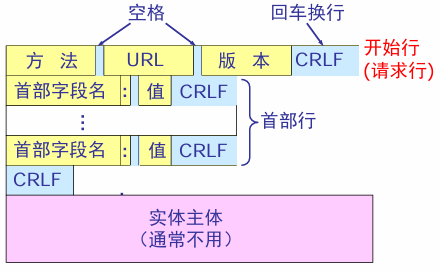 空格
回车换行
方 法
URL
版 本
CRLF
开始行
(请求行)
首部字段名
:
值
CRLF
⋮
首部行
首部字段名
:
值
CRLF
CRLF
实体主体
（通常不用）